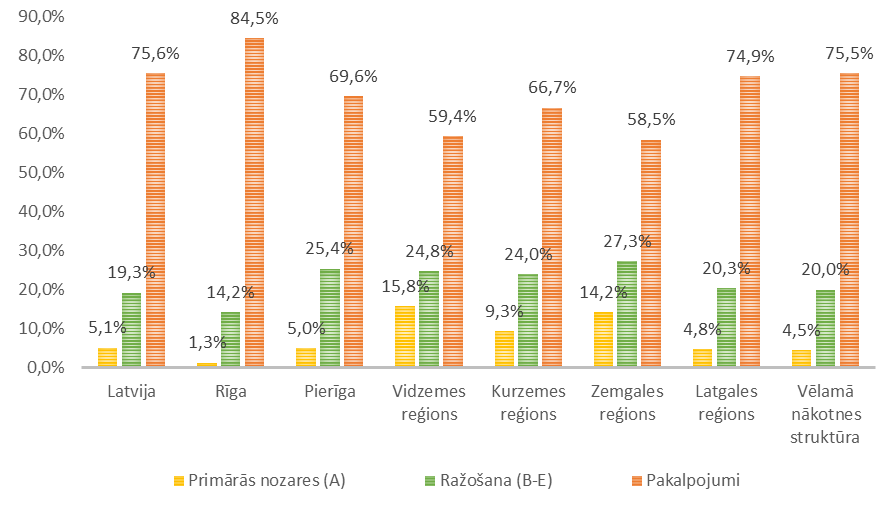 90,0%
80,0%
70,0%
60,0%
50,0%
40,0%
30,0%
20,0%
10,0%
0,0%
75,6%
19,3%
5,1%
84,5%
14,2%
1,3%
69,6%
25,4%
5,0%
59,4%
24,8%
15,8%
66,7%
24,0%
9,3%
58,5%
27,3%
14,2%
74,9%
20,3%
4,8%
75,5%
20,0%
4,5%
Latvija
Rīga
Pierīga
Vidzemes
reģions
Kurzemes
reģions
Zemgales
reģions
Latgales
reģions
Vēlamā
nākotnes
struktūra
Primārās nozares (A)
Ražošana (B-E)
Pakalpojumi